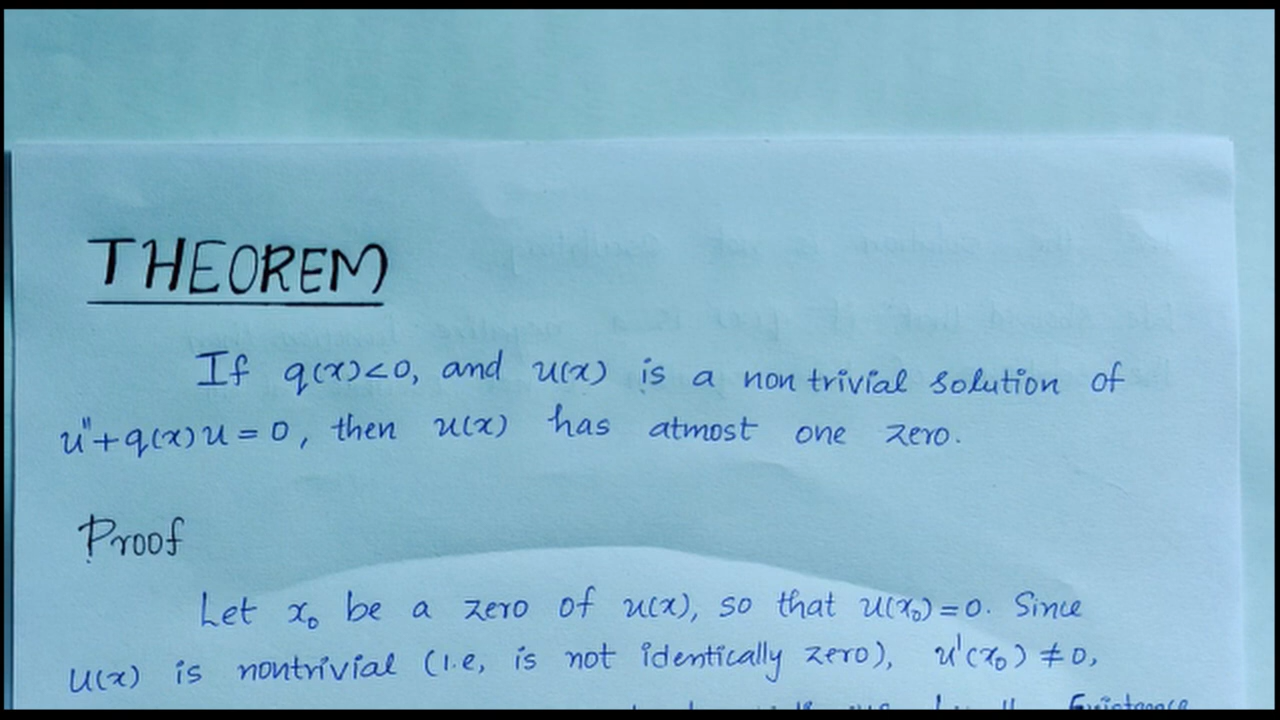 THEOREM
If q(x)<0, and u(x) is a non trivial solution of
u"+q(x)u=0, then u(x) has atmost one zero.
Proof
Let x₀ be a zero of u(x), so that u(x₀)=0. Since
u(x) is nontrivial (i.e, is not identically zero), u'(x₀) ≠0,